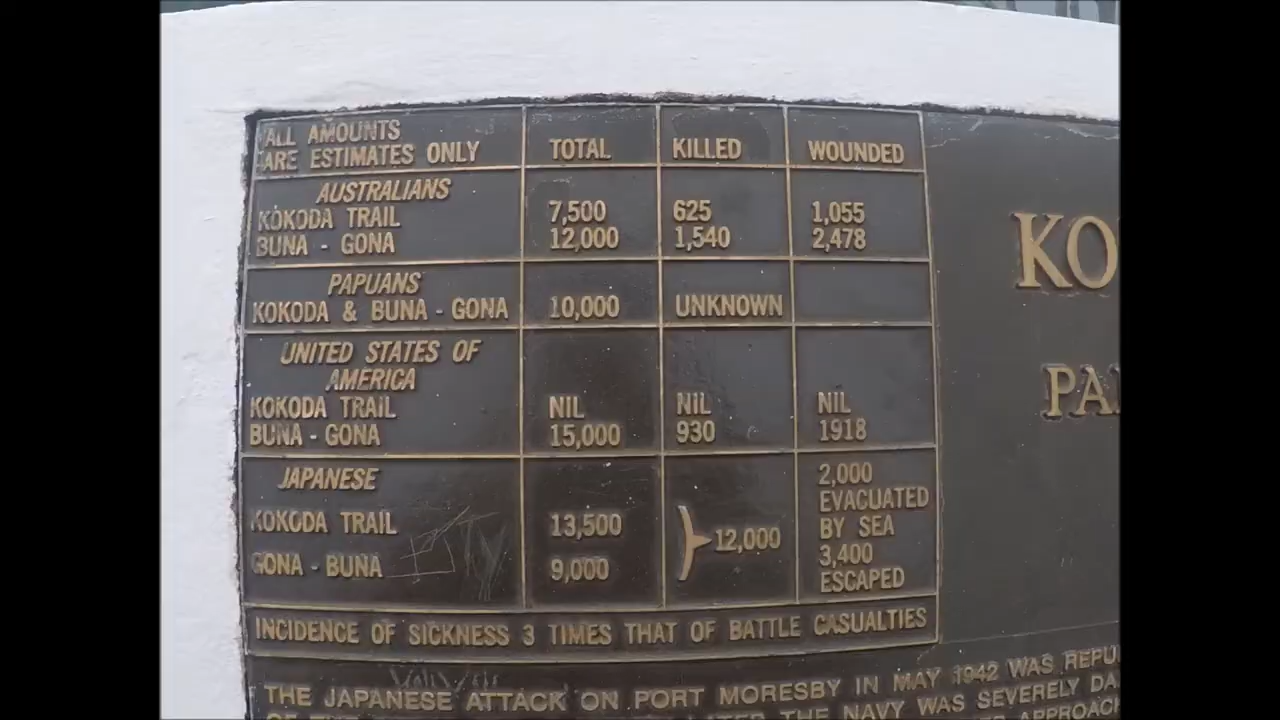 ALL AMOUNTS
ARE ESTIMATES ONLY TOTAL KILLED WOUNDED
AUSTRALIANS
KOKODA TRAIL 7,500 625 1,055
BUNA - GONA 12,000 1,540 2,478
PAPUANS
KOKODA & BUNA - GONA 10,000 UNKNOWN
UNITED STATES OF
AMERICA
KOKODA TRAIL NIL NIL NIL
BUNA - GONA 15,000 930 1918
JAPANESE 2,000
EVACUATED
KOKODA TRAIL 13,500 12,000 BY SEA
3,400
GONA - BUNA 9,000 ESCAPED
INCIDENCE OF SICKNESS 3 TIMES THAT OF BATTLE CASUALTIES
KO
PA
THE JAPANESE ATTACK ON PORT MORESBY IN MAY 1942 WAS REPU
THE NAVY WAS SEVERELY DA